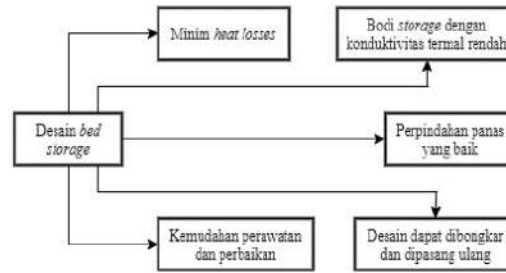 Minim heat losses
Bodi storage dengan
konduktivitas termal rendah
Desain bed
storage
Perpindahan panas
yang baik
Kemudahan perawatan
dan perbaikan
Desain dapat dibongkar
dan dipasang ulang